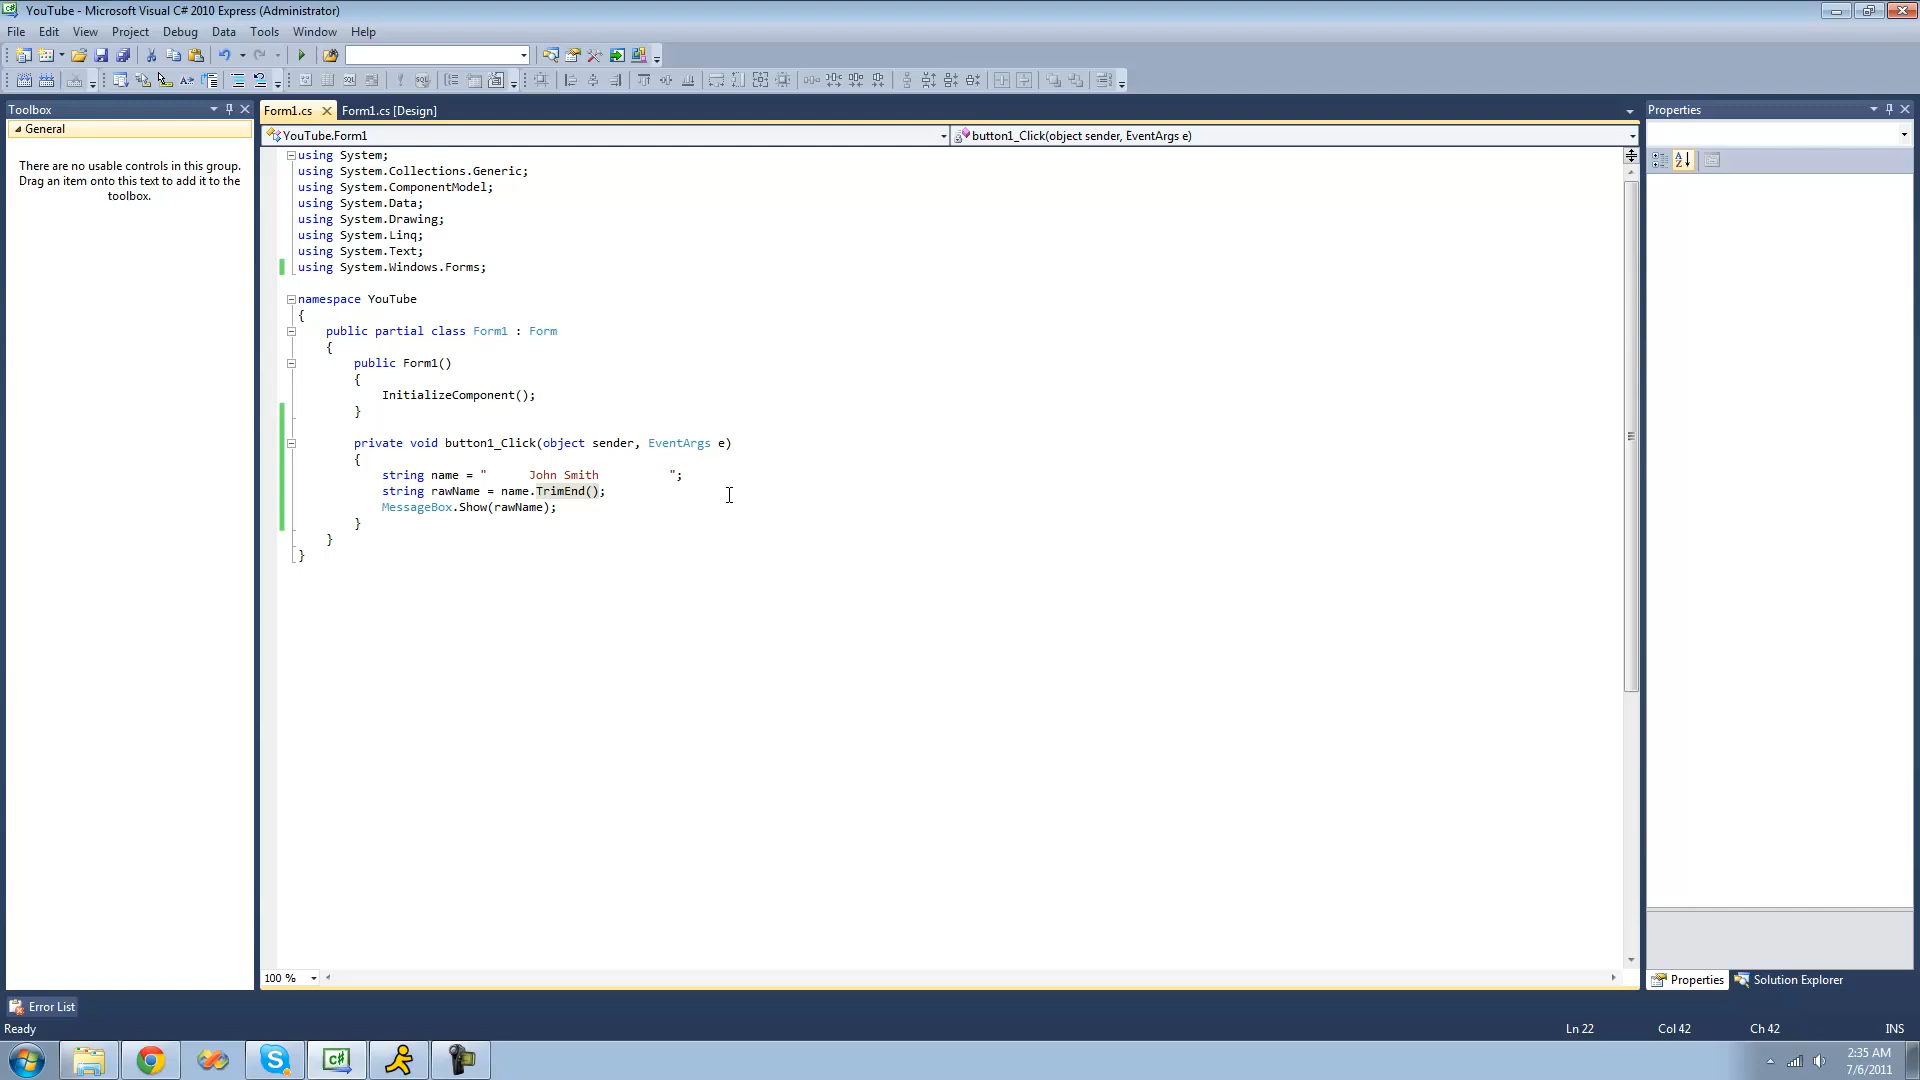 YouTube - Microsoft Visual C# 2010 Express (Administrator)
File Edit View Project Debug Data Tools Window Help
Toolbox
General
There are no usable controls in this group.
Drag an item onto this text to add it to the
toolbox.
Form1.cs Form1.cs [Design]
YouTube.Form1 button1_Click(object sender, EventArgs e)
using System;
using System.Collections.Generic;
using System.ComponentModel;
using System.Data;
using System.Drawing;
using System.Linq;
using System.Text;
using System.Windows.Forms;
namespace YouTube
{
public partial class Form1 : Form
{
public Form1()
{
InitializeComponent();
}
private void button1_Click(object sender, EventArgs e)
{
string name = "      John Smith          ";
string rawName = name.TrimEnd();
MessageBox.Show(rawName);
}
}
}
100 %
Properties
Properties Solution Explorer
Error List
Ready Ln 22 Col 42 Ch 42 INS
2:35 AM
7/6/2011